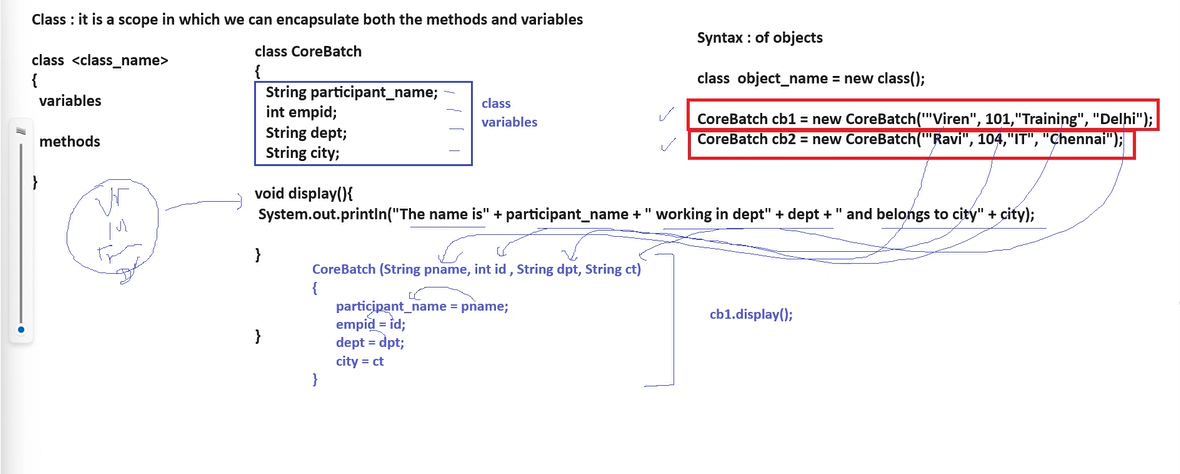 Class : it is a scope in which we can encapsulate both the methods and variables
class <class_name>
{
variables
methods
}
class CoreBatch
{
String participant_name;
int empid;
String dept;
String city;
class
variables
void display(){
System.out.println("The name is" + participant_name + " working in dept" + dept + " and belongs to city" + city);
}
CoreBatch (String pname, int id , String dpt, String ct)
{
participant_name = pname;
empid = id;
dept = dpt;
city = ct
}
}
Syntax : of objects
class object_name = new class();
CoreBatch cb1 = new CoreBatch('"Viren", 101,"Training", "Delhi");
CoreBatch cb2 = new CoreBatch('"Ravi", 104,"IT", "Chennai");
cb1.display();